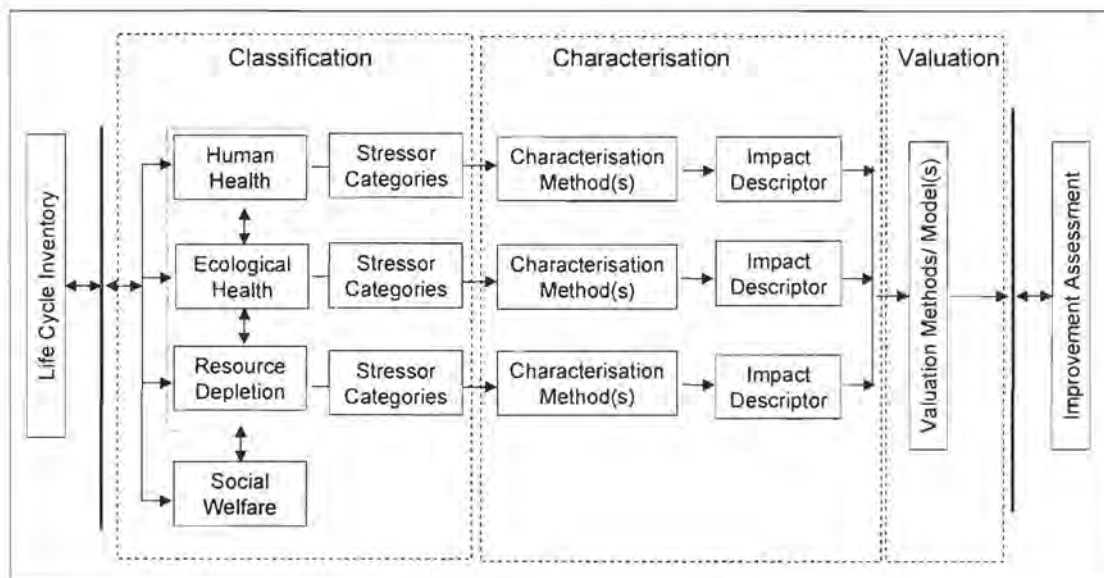 Classification
Characterisation
Valuation
Life Cycle Inventory
Human
Health
Stressor
Categories
Characterisation
Method(s)
Impact
Descriptor
Ecological
Health
Stressor
Categories
Characterisation
Method(s)
Impact
Descriptor
Resource
Depletion
Stressor
Categories
Characterisation
Method(s)
Impact
Descriptor
Social
Welfare
Valuation Methods/ Model(s)
Improvement Assessment